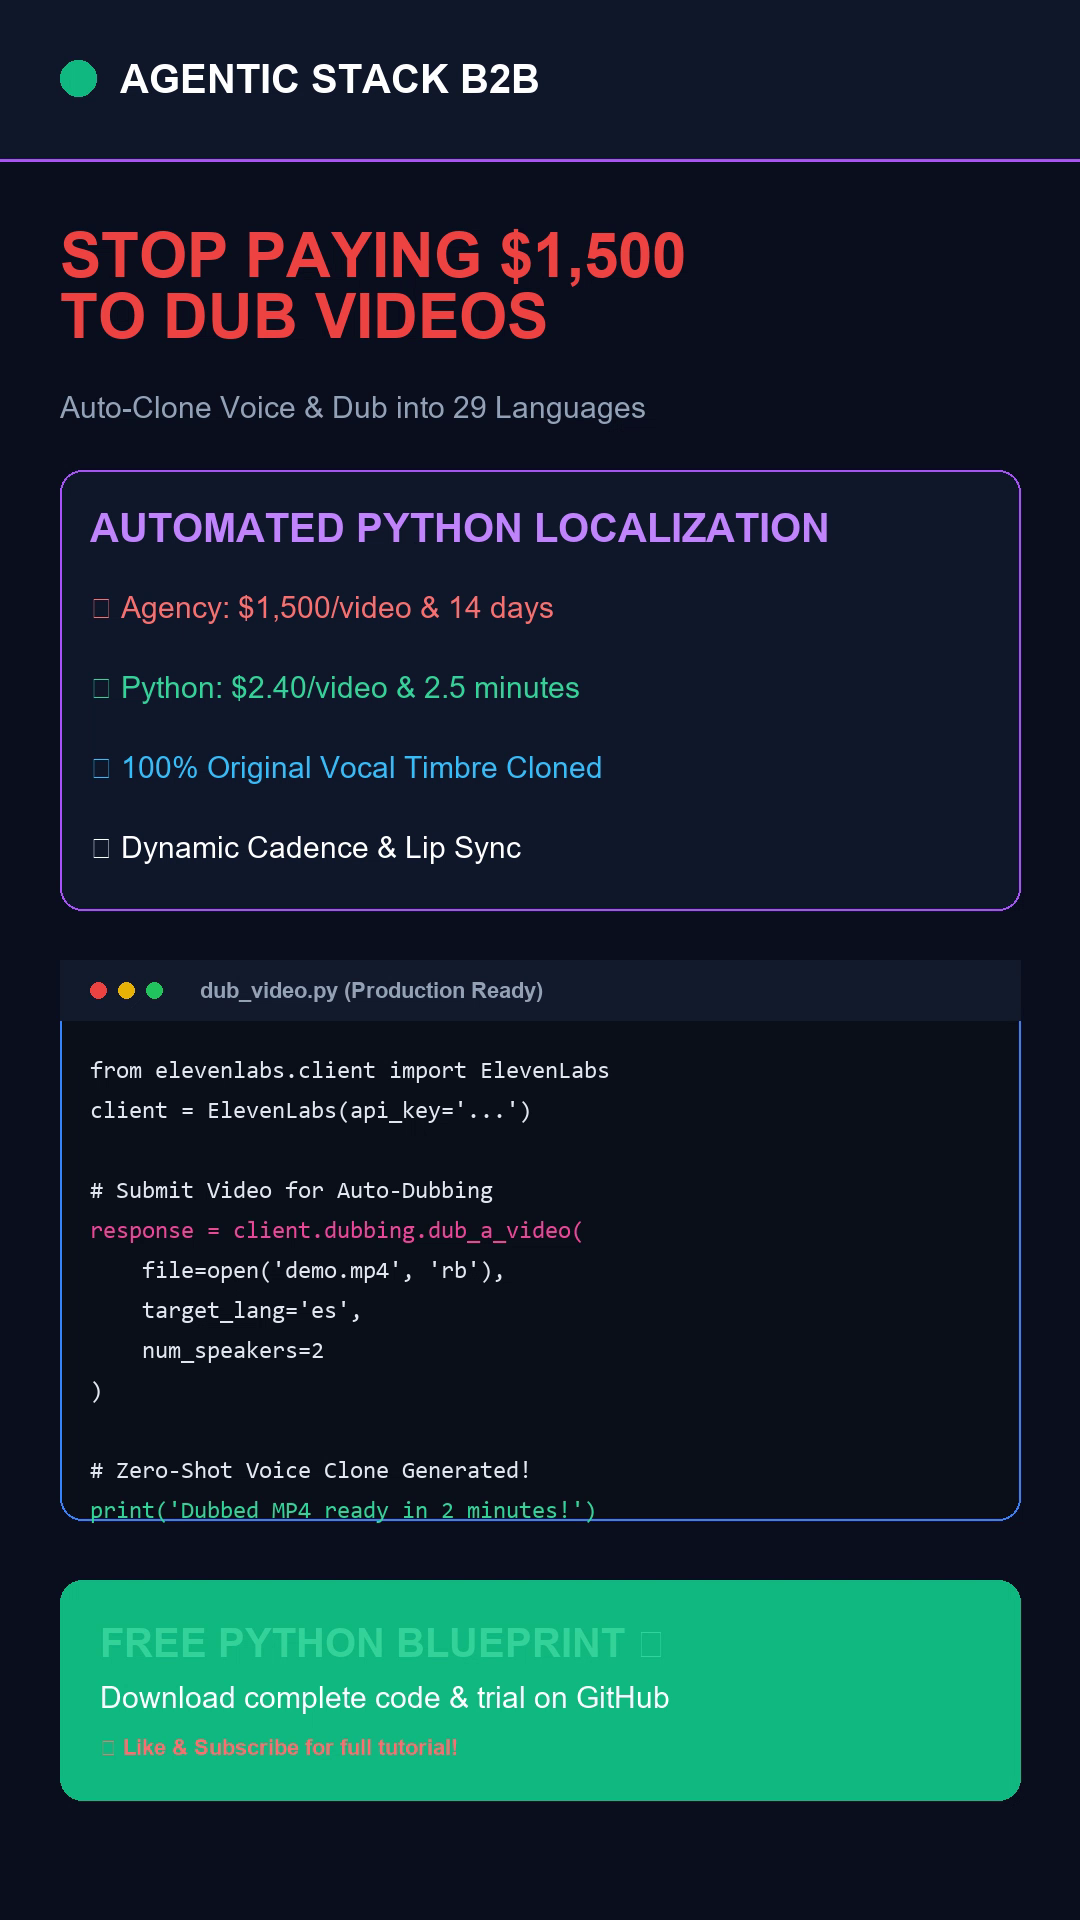 AGENTIC STACK B2B
STOP PAYING $1,500
TO DUB VIDEOS
Auto-Clone Voice & Dub into 29 Languages
AUTOMATED PYTHON LOCALIZATION
Agency: $1,500/video & 14 days
Python: $2.40/video & 2.5 minutes
100% Original Vocal Timbre Cloned
Dynamic Cadence & Lip Sync
dub_video.py (Production Ready)
from elevenlabs.client import ElevenLabs
client = ElevenLabs(api_key='...')
# Submit Video for Auto-Dubbing
response = client.dubbing.dub_a_video(
    file=open('demo.mp4', 'rb'),
    target_lang='es',
    num_speakers=2
)
# Zero-Shot Voice Clone Generated!
print('Dubbed MP4 ready in 2 minutes!')
FREE PYTHON BLUEPRINT
Download complete code & trial on GitHub
Like & Subscribe for full tutorial!